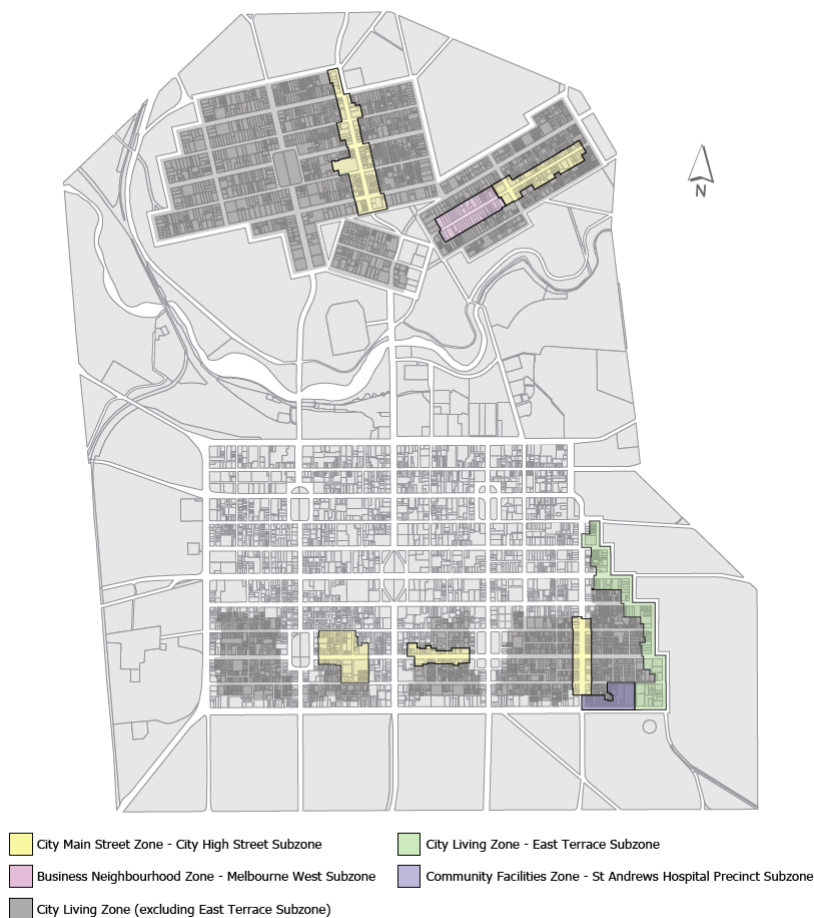 N
City Main Street Zone - City High Street Subzone
City Living Zone - East Terrace Subzone
Business Neighbourhood Zone - Melbourne West Subzone
Community Facilities Zone - St Andrews Hospital Precinct Subzone
City Living Zone (excluding East Terrace Subzone)